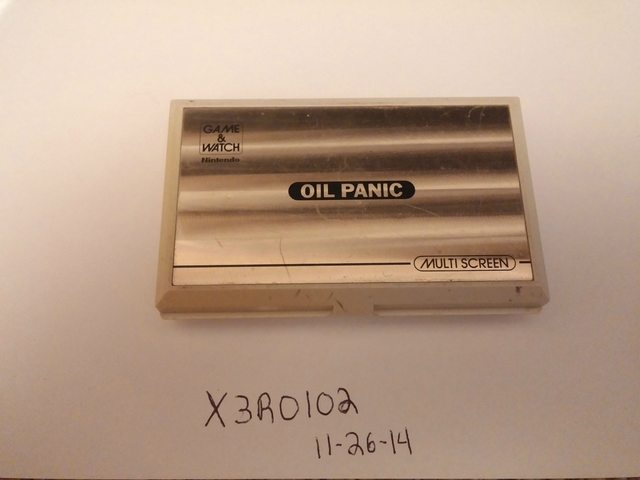 GAME
&
WATCH
Nintendo
OIL PANIC
MULTI SCREEN
X3R0102
11-26-14